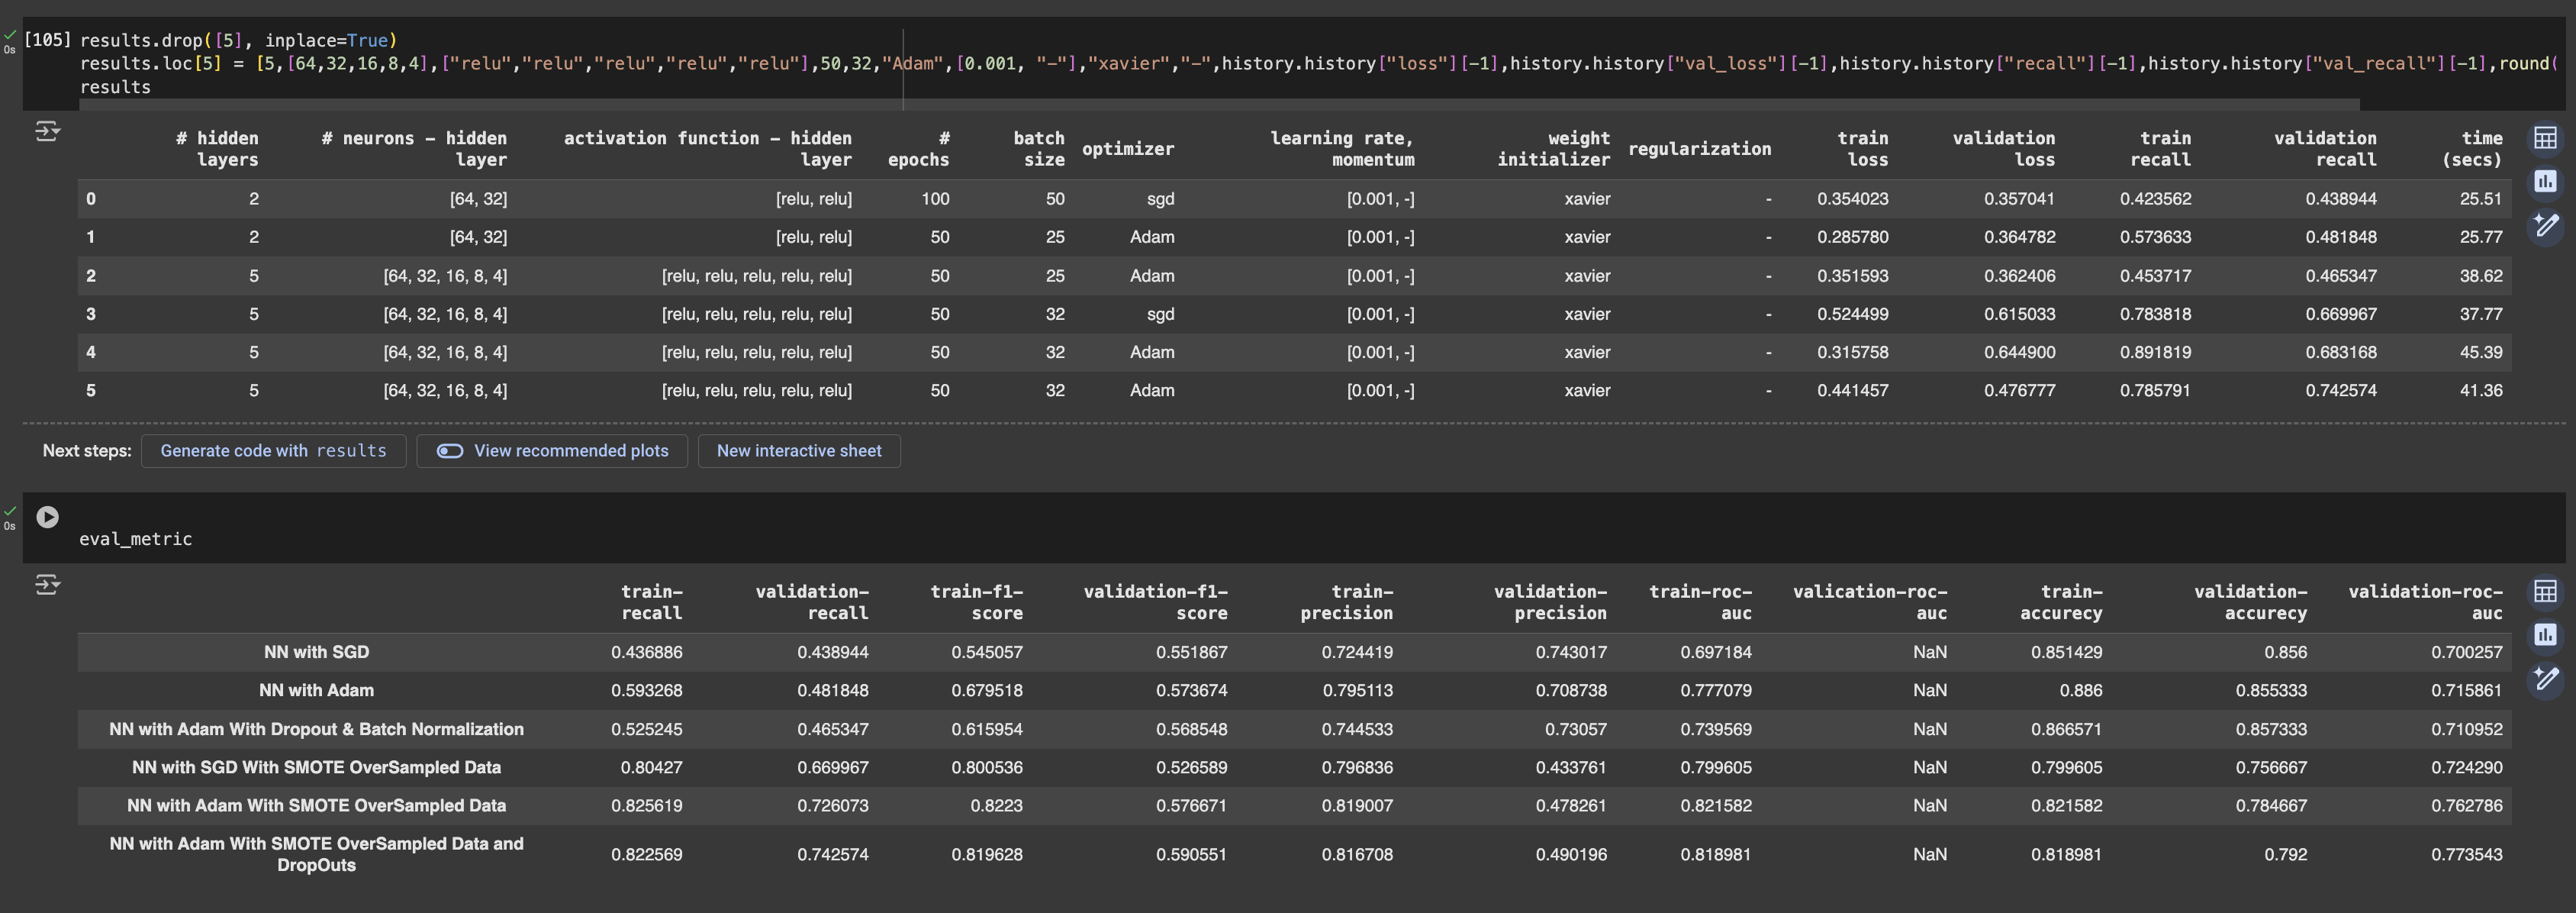 [105] results.drop([5], inplace=True)
0s
results.loc[5] = [5,[64,32,16,8,4],["relu","relu","relu","relu","relu"],50,32,"Adam",[0.001, "-"],"xavier","-",history.history["loss"][-1],history.history["val_loss"][-1],history.history["recall"][-1],history.history["val_recall"][-1],round(
results
# hidden layers # neurons - hidden layer activation function - hidden layer # epochs batch size optimizer learning rate, momentum weight initializer regularization train loss validation loss train recall validation recall time (secs)
0 2 [64, 32] [relu, relu] 100 50 sgd [0.001, -] xavier - 0.354023 0.357041 0.423562 0.438944 25.51
1 2 [64, 32] [relu, relu] 50 25 Adam [0.001, -] xavier - 0.285780 0.364782 0.573633 0.481848 25.77
2 5 [64, 32, 16, 8, 4] [relu, relu, relu, relu, relu] 50 25 Adam [0.001, -] xavier - 0.351593 0.362406 0.453717 0.465347 38.62
3 5 [64, 32, 16, 8, 4] [relu, relu, relu, relu, relu] 50 32 sgd [0.001, -] xavier - 0.524499 0.615033 0.783818 0.669967 37.77
4 5 [64, 32, 16, 8, 4] [relu, relu, relu, relu, relu] 50 32 Adam [0.001, -] xavier - 0.315758 0.644900 0.891819 0.683168 45.39
5 5 [64, 32, 16, 8, 4] [relu, relu, relu, relu, relu] 50 32 Adam [0.001, -] xavier - 0.441457 0.476777 0.785791 0.742574 41.36
Next steps: Generate code with results View recommended plots New interactive sheet
0s
eval_metric
train-recall validation-recall train-f1-score validation-f1-score train-precision validation-precision train-roc-auc valication-roc-auc train-accurecy validation-accurecy validation-roc-auc
NN with SGD 0.436886 0.438944 0.545057 0.551867 0.724419 0.743017 0.697184 NaN 0.851429 0.856 0.700257
NN with Adam 0.593268 0.481848 0.679518 0.573674 0.795113 0.708738 0.777079 NaN 0.886 0.855333 0.715861
NN with Adam With Dropout & Batch Normalization 0.525245 0.465347 0.615954 0.568548 0.744533 0.73057 0.739569 NaN 0.866571 0.857333 0.710952
NN with SGD With SMOTE OverSampled Data 0.80427 0.669967 0.800536 0.526589 0.796836 0.433761 0.799605 NaN 0.799605 0.756667 0.724290
NN with Adam With SMOTE OverSampled Data 0.825619 0.726073 0.8223 0.576671 0.819007 0.478261 0.821582 NaN 0.821582 0.784667 0.762786
NN with Adam With SMOTE OverSampled Data and DropOuts 0.822569 0.742574 0.819628 0.590551 0.816708 0.490196 0.818981 NaN 0.818981 0.792 0.773543